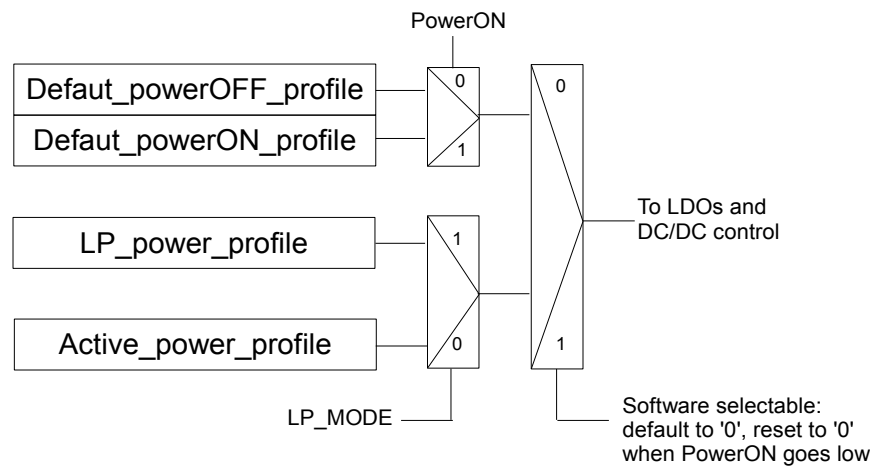 PowerON
Defaut_powerOFF_profile
0
0
Defaut_powerON_profile
1
To LDOs and
DC/DC control
LP_power_profile
1
Active_power_profile
0
1
LP_MODE
Software selectable:
default to '0', reset to '0'
when PowerON goes low